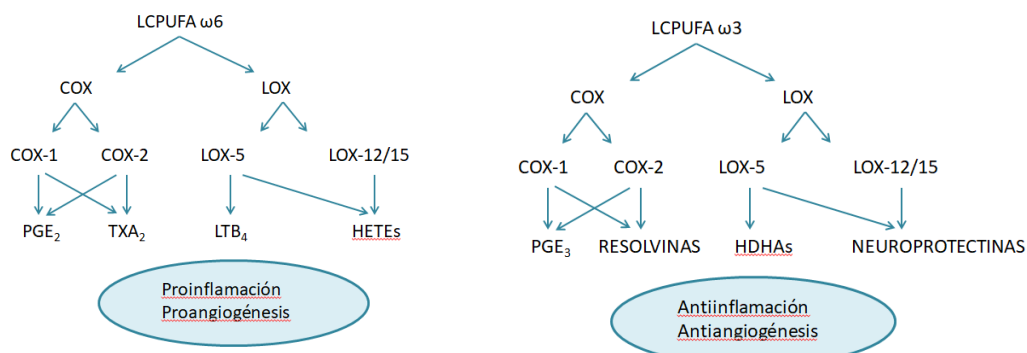 LCPUFA ω6
COX LOX
COX-1 COX-2 LOX-5 LOX-12/15
PGE₂ TXA₂ LTB₄ HETEs
Proinflamación
Proangiogénesis
LCPUFA ω3
COX LOX
COX-1 COX-2 LOX-5 LOX-12/15
PGE₃ RESOLVINAS HDHAs NEUROPROTECTINAS
Antiinflamación
Antiangiogénesis